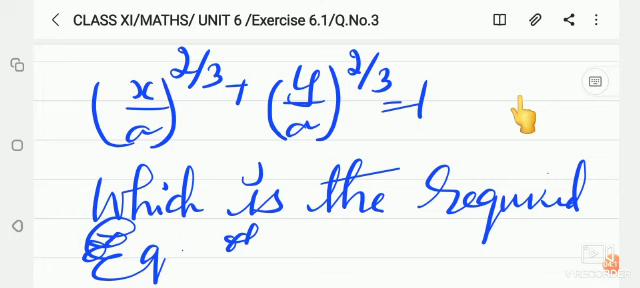 CLASS XI/MATHS/ UNIT 6 /Exercise 6.1/Q.No.3
(x/a)^2/3 + (y/a)^2/3 = 1
Which is the required
Eq
V RECORDER